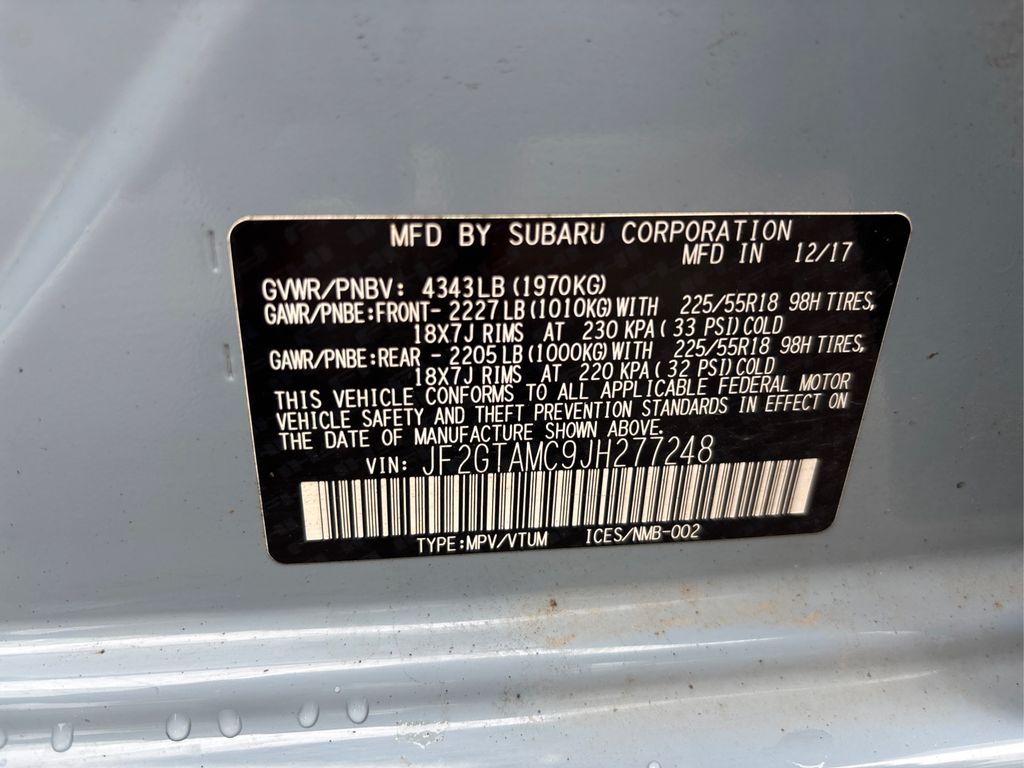 MFD BY SUBARU CORPORATION
MFD IN 12/17
GVWR/PNBV: 4343LB (1970KG)
GAWR/PNBE:FRONT- 2227LB (1010KG) WITH 225/55R18 98H TIRES,
18X7J RIMS AT 230 KPA ( 33 PSI) COLD
GAWR/PNBE:REAR - 2205LB (1000KG) WITH 225/55R18 98H TIRES,
18X7J RIMS AT 220 KPA ( 32 PSI) COLD
THIS VEHICLE CONFORMS TO ALL APPLICABLE FEDERAL MOTOR
VEHICLE SAFETY AND THEFT PREVENTION STANDARDS IN EFFECT ON
THE DATE OF MANUFACTURE SHOWN ABOVE.
VIN: JF2GTAMC9JH277248
TYPE:MPV/VTUM ICES/NMB-002